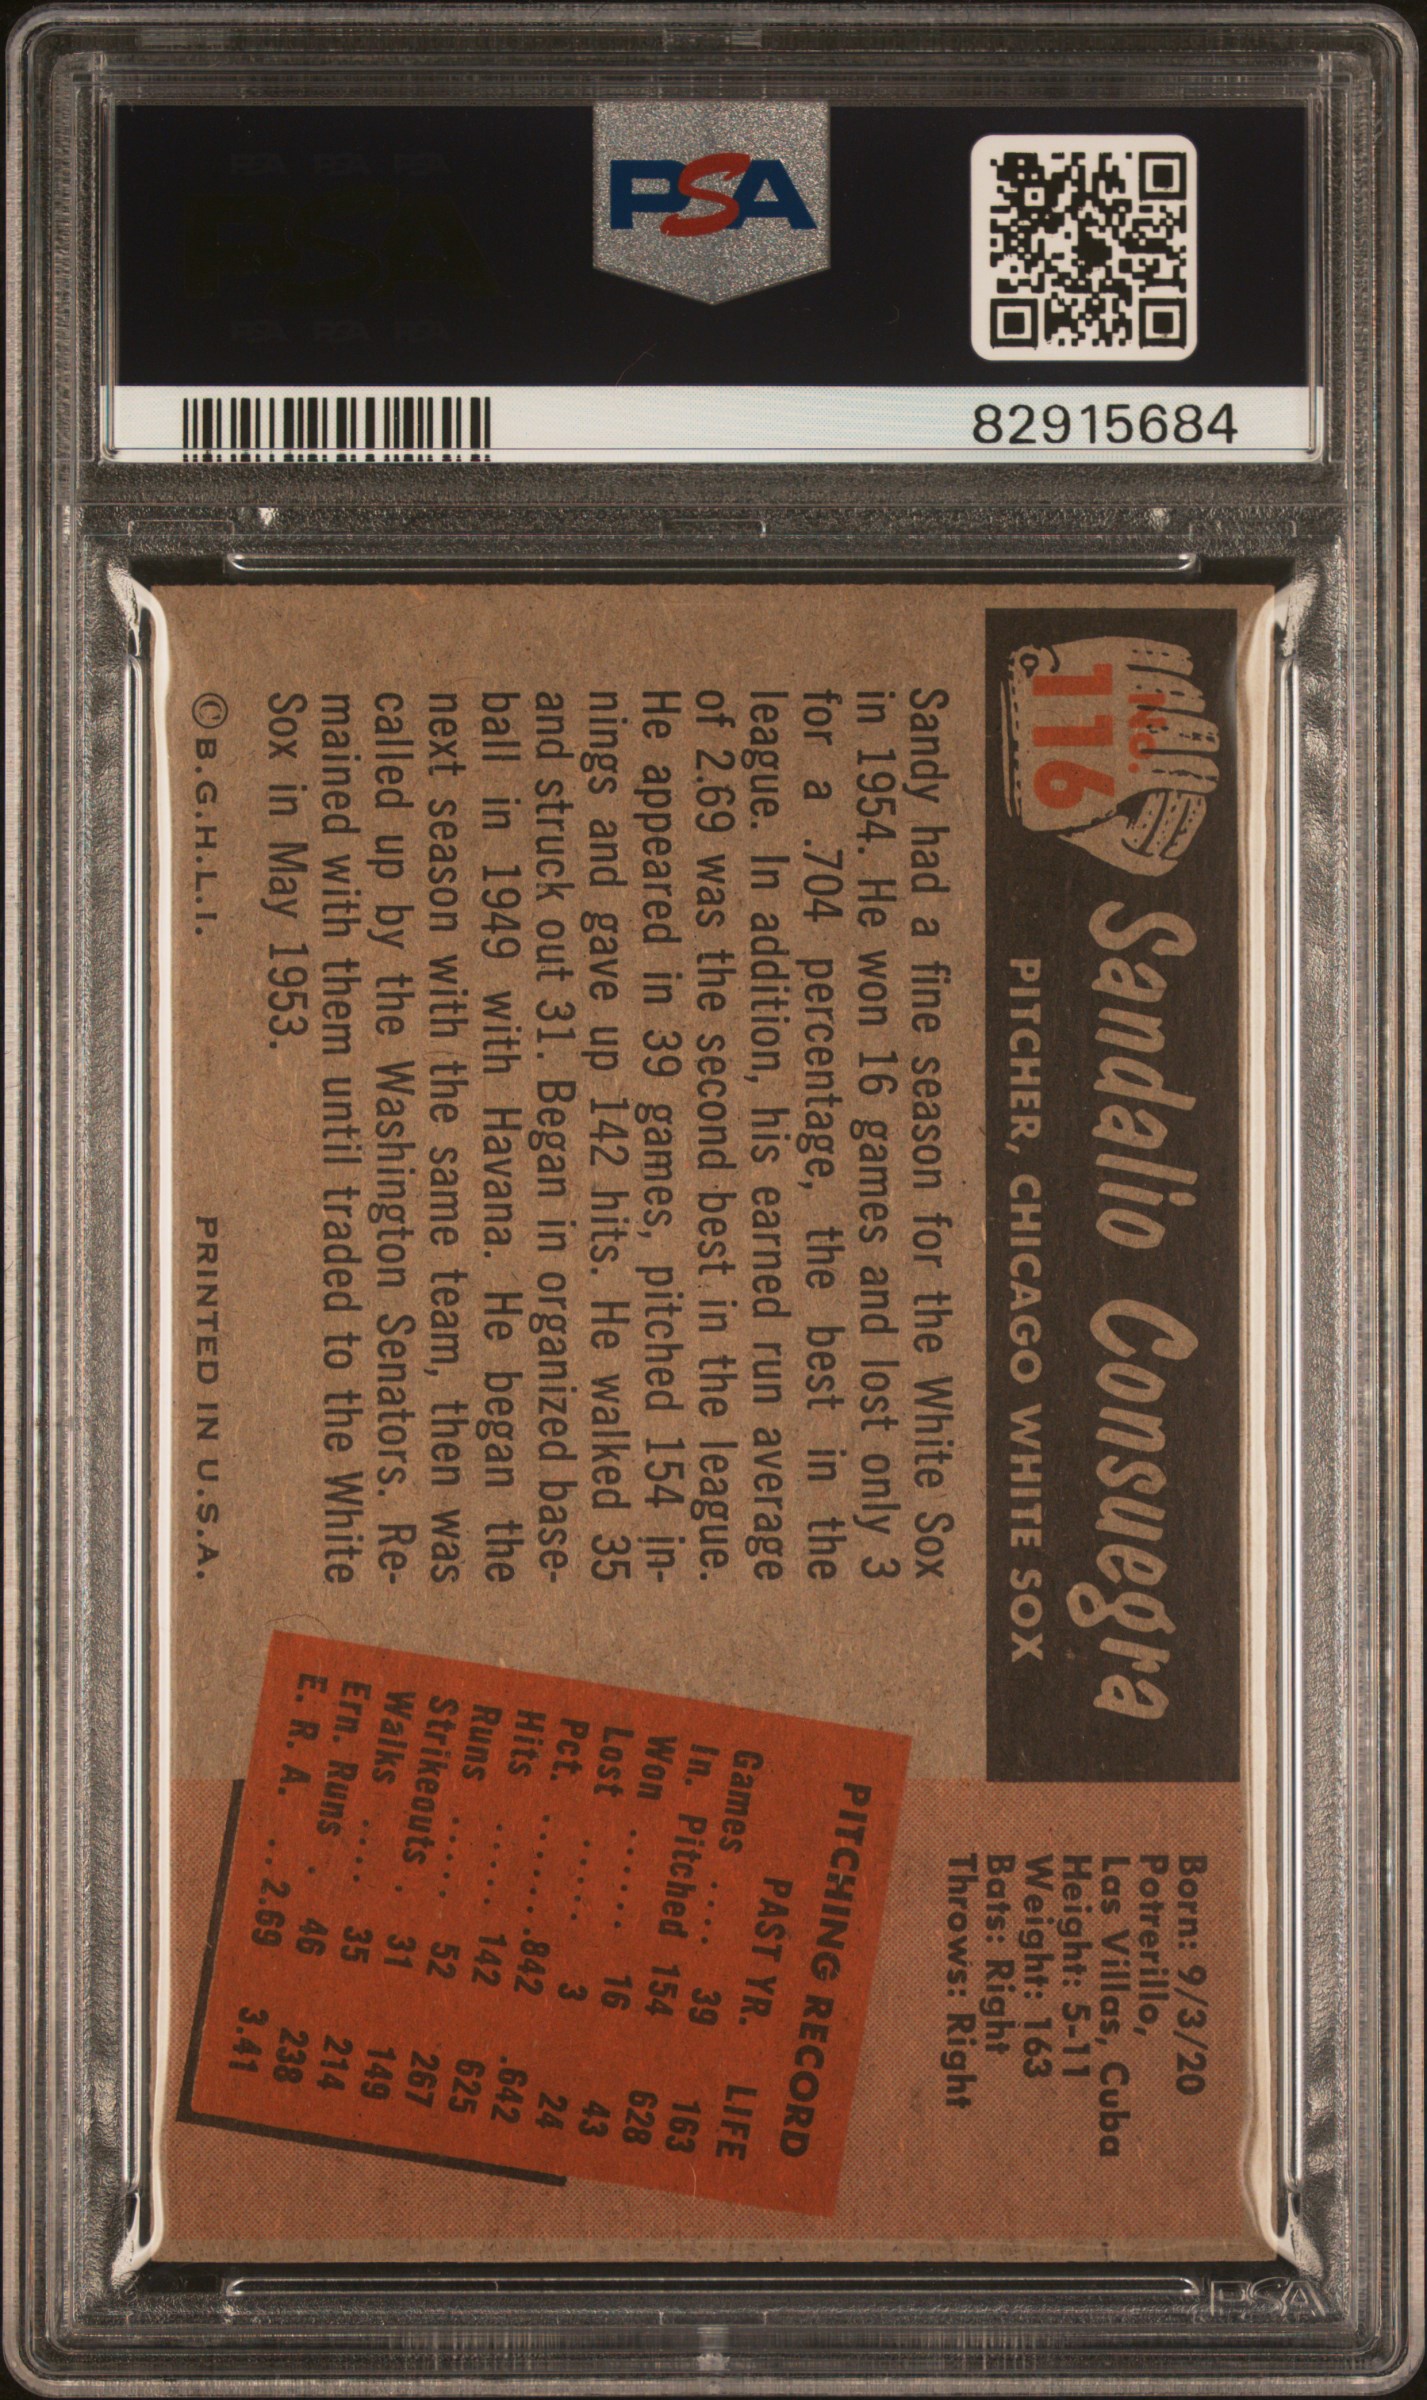 PSA
82915684
No.
116
Sandalio Consuegra
PITCHER, CHICAGO WHITE SOX
Sandy had a fine season for the White Sox
in 1954. He won 16 games and lost only 3
for a .704 percentage, the best in the
league. In addition, his earned run average
of 2.69 was the second best in the league.
He appeared in 39 games, pitched 154 in-
nings and gave up 142 hits. He walked 35
and struck out 31. Began in organized base-
ball in 1949 with Havana. He began the
next season with the same team, then was
called up by the Washington Senators. Re-
mained with them until traded to the White
Sox in May 1953.
©B.G.H.L.I. PRINTED IN U.S.A.
Born: 9/3/20
Potrerillo,
Las Villas, Cuba
Height: 5-11
Weight: 163
Bats: Right
Throws: Right
PITCHING RECORD
PAST YR. LIFE
Games .... 39 163
In. Pitched 154 628
Won ...... 16 43
Lost ..... 3 24
Pct. .......842 .642
Hits ..... 142 625
Runs ..... 52 267
Strikeouts . 31 149
Walks .... 35 214
Ern. Runs . 46 238
E. R. A. ...2.69 3.41
PSA